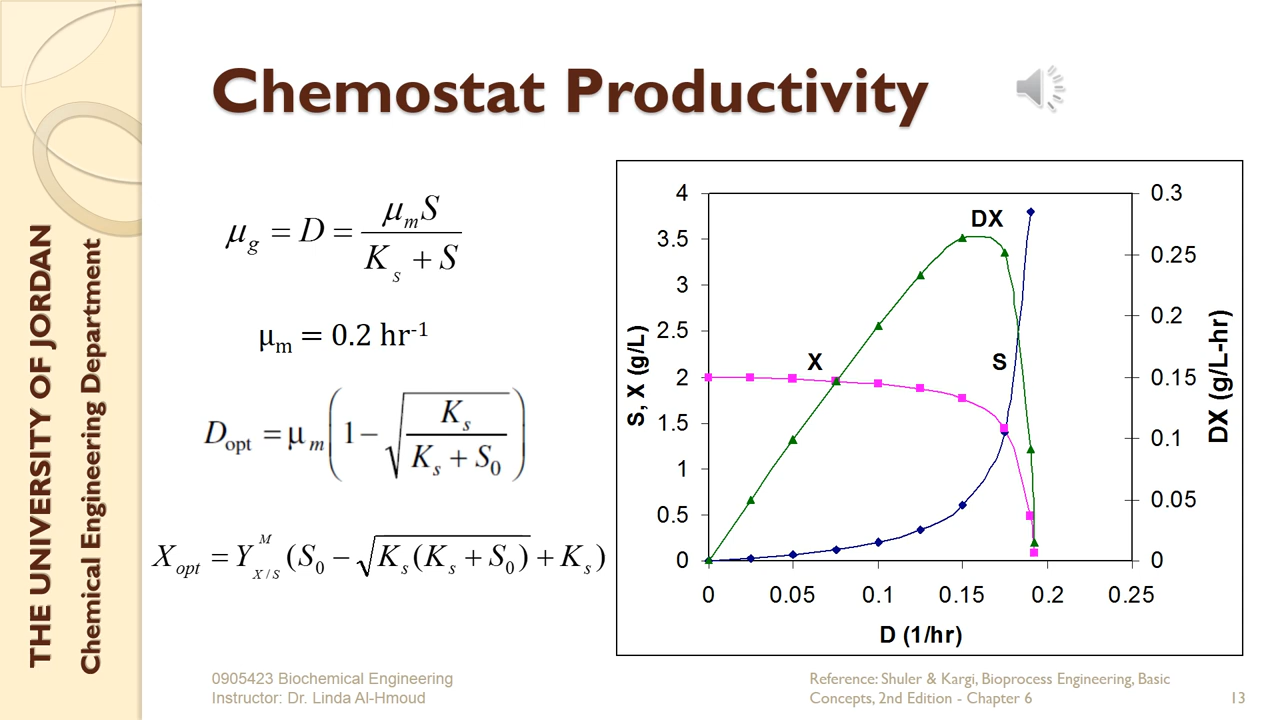 Chemostat Productivity
THE UNIVERSITY OF JORDAN
Chemical Engineering Department
μg = D = μm S / (Ks + S)
μm = 0.2 hr-1
Dopt = μm (1 − √(Ks / (Ks + S0)))
Xopt = Y X/S M (S0 − √(Ks (Ks + S0)) + Ks)
4
3.5
3
2.5
2
1.5
1
0.5
0
S, X (g/L)
0.3
0.25
0.2
0.15
0.1
0.05
0
DX (g/L-hr)
DX
X
S
0 0.05 0.1 0.15 0.2 0.25
D (1/hr)
0905423 Biochemical Engineering
Instructor: Dr. Linda Al-Hmoud
Reference: Shuler & Kargi, Bioprocess Engineering, Basic
Concepts, 2nd Edition - Chapter 6
13